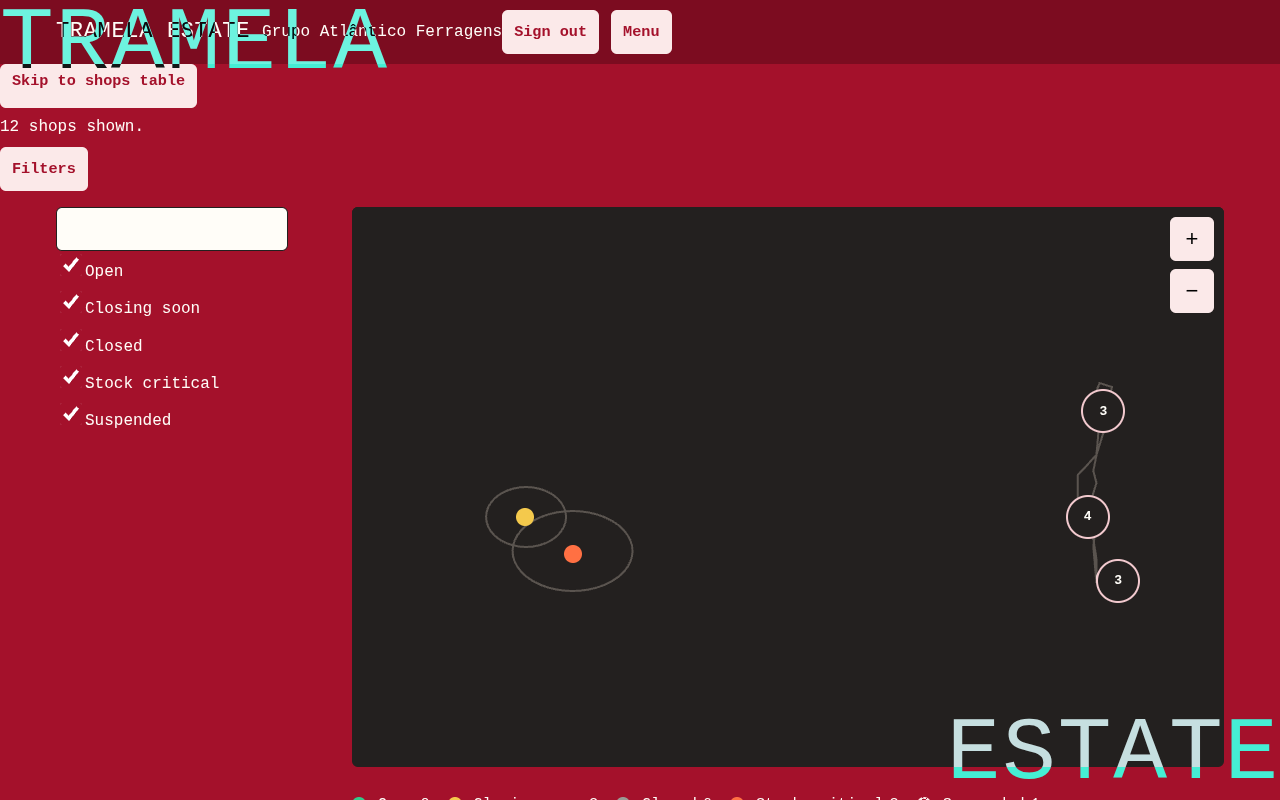 TRAMELA
TRAMELA ESTATE Grupo Atlântico Ferragens Sign out Menu
Skip to shops table
12 shops shown.
Filters
+
−
Open
Closing soon
Closed
Stock critical
Suspended
3
4
3
ESTATE